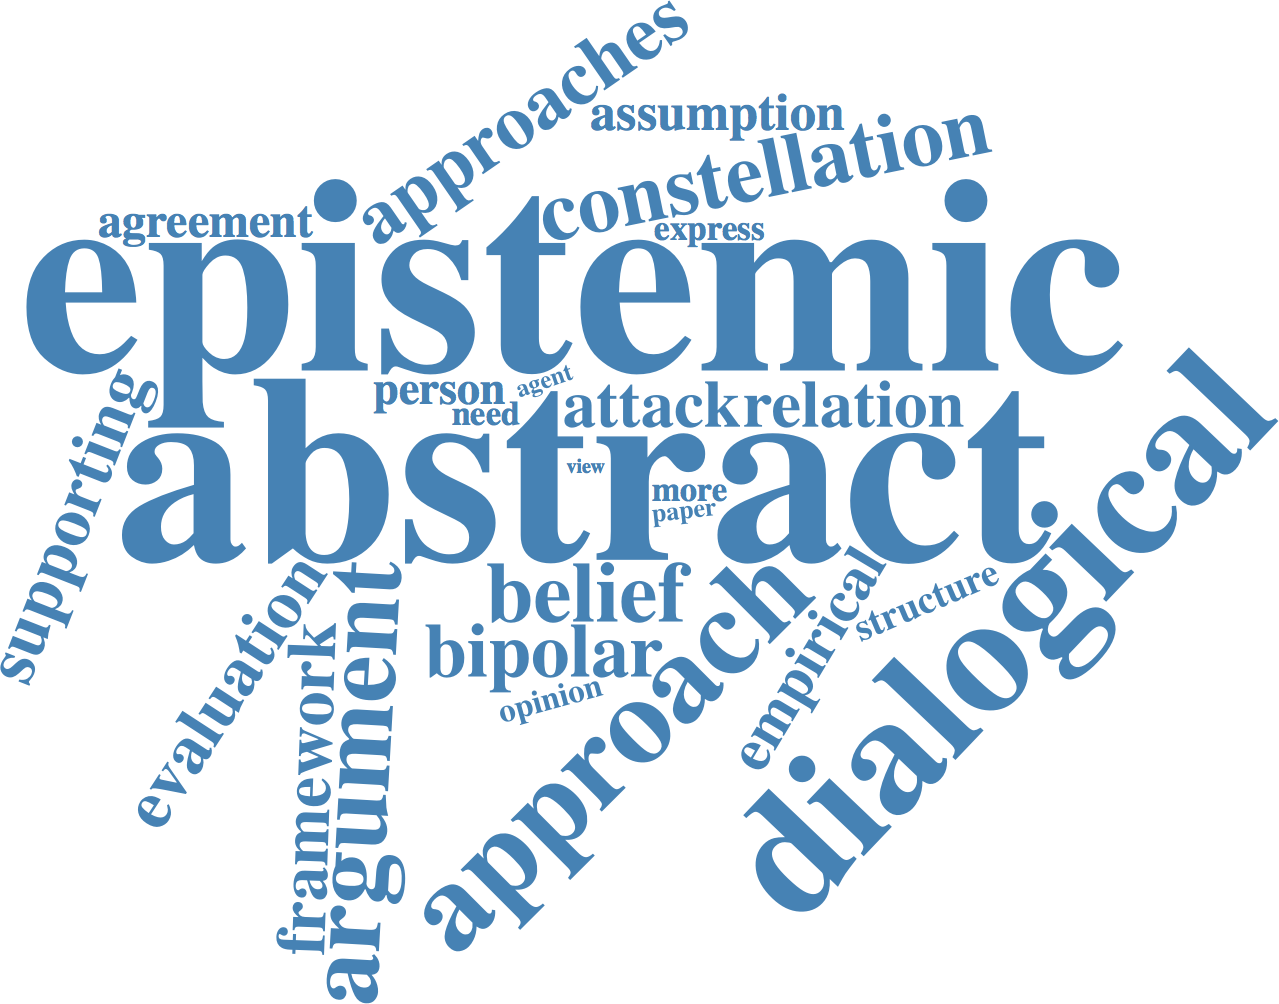 approaches
assumption
constellation
agreement
express
epistemic
person
agent
need
attackrelation
abstract
view
more
paper
supporting
dialogical
belief
bipolar
opinion
approach
empirical
structure
evaluation
framework
argument